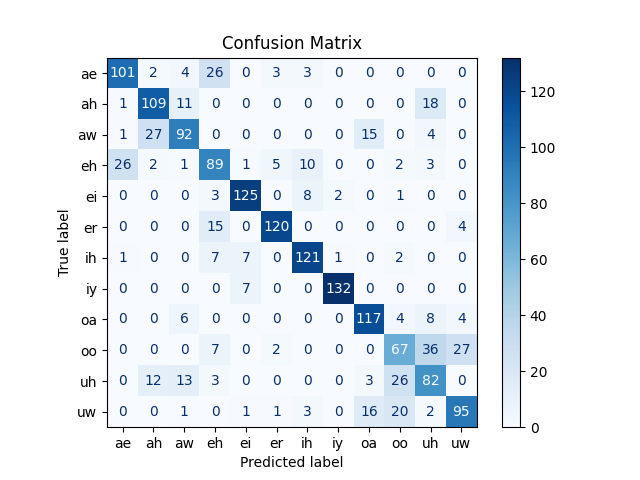 Confusion Matrix
ae 101 2 4 26 0 3 3 0 0 0 0 0
ah 1 109 11 0 0 0 0 0 0 0 18 0
aw 1 27 92 0 0 0 0 0 15 0 4 0
eh 26 2 1 89 1 5 10 0 0 2 3 0
ei 0 0 0 3 125 0 8 2 0 1 0 0
er 0 0 0 15 0 120 0 0 0 0 0 4
ih 1 0 0 7 7 0 121 1 0 2 0 0
iy 0 0 0 0 7 0 0 132 0 0 0 0
oa 0 0 6 0 0 0 0 0 117 4 8 4
oo 0 0 0 7 0 2 0 0 0 67 36 27
uh 0 12 13 3 0 0 0 0 3 26 82 0
uw 0 0 1 0 1 1 3 0 16 20 2 95
ae ah aw eh ei er ih iy oa oo uh uw
Predicted label
True label
120
100
80
60
40
20
0